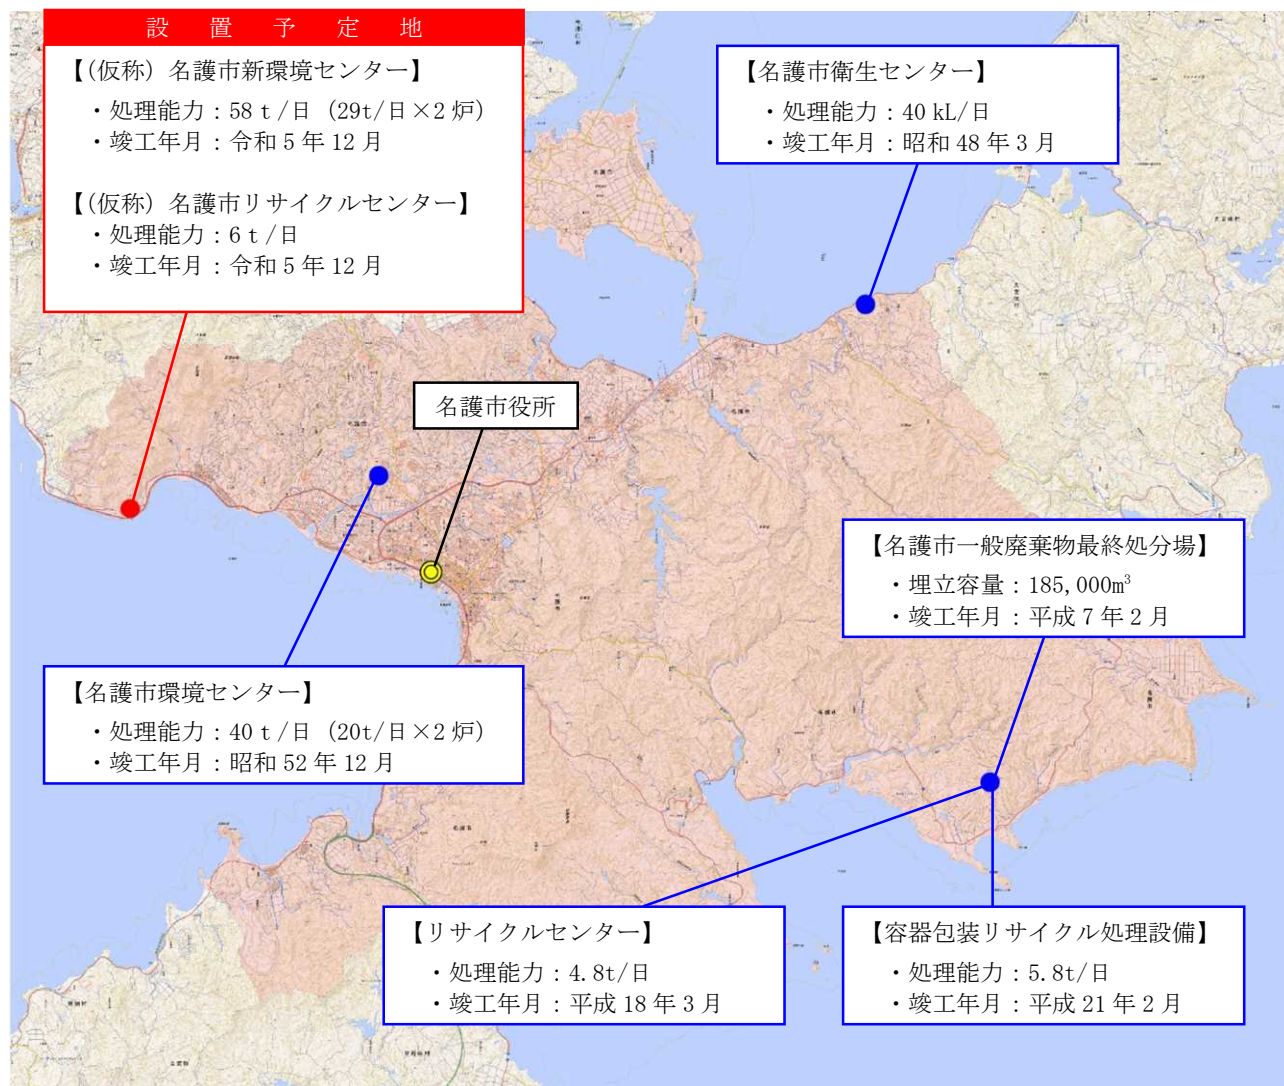 設置予定地
【(仮称) 名護市新環境センター】
・処理能力：58ｔ/日 (29t/日×2炉)
・竣工年月：令和5年12月
【(仮称) 名護市リサイクルセンター】
・処理能力：6ｔ/日
・竣工年月：令和5年12月
【名護市衛生センター】
・処理能力：40 kL/日
・竣工年月：昭和48年3月
名護市役所
【名護市一般廃棄物最終処分場】
・埋立容量：185,000m³
・竣工年月：平成7年2月
【名護市環境センター】
・処理能力：40ｔ/日 (20t/日×2炉)
・竣工年月：昭和52年12月
【リサイクルセンター】
・処理能力：4.8t/日
・竣工年月：平成18年3月
【容器包装リサイクル処理設備】
・処理能力：5.8t/日
・竣工年月：平成21年2月